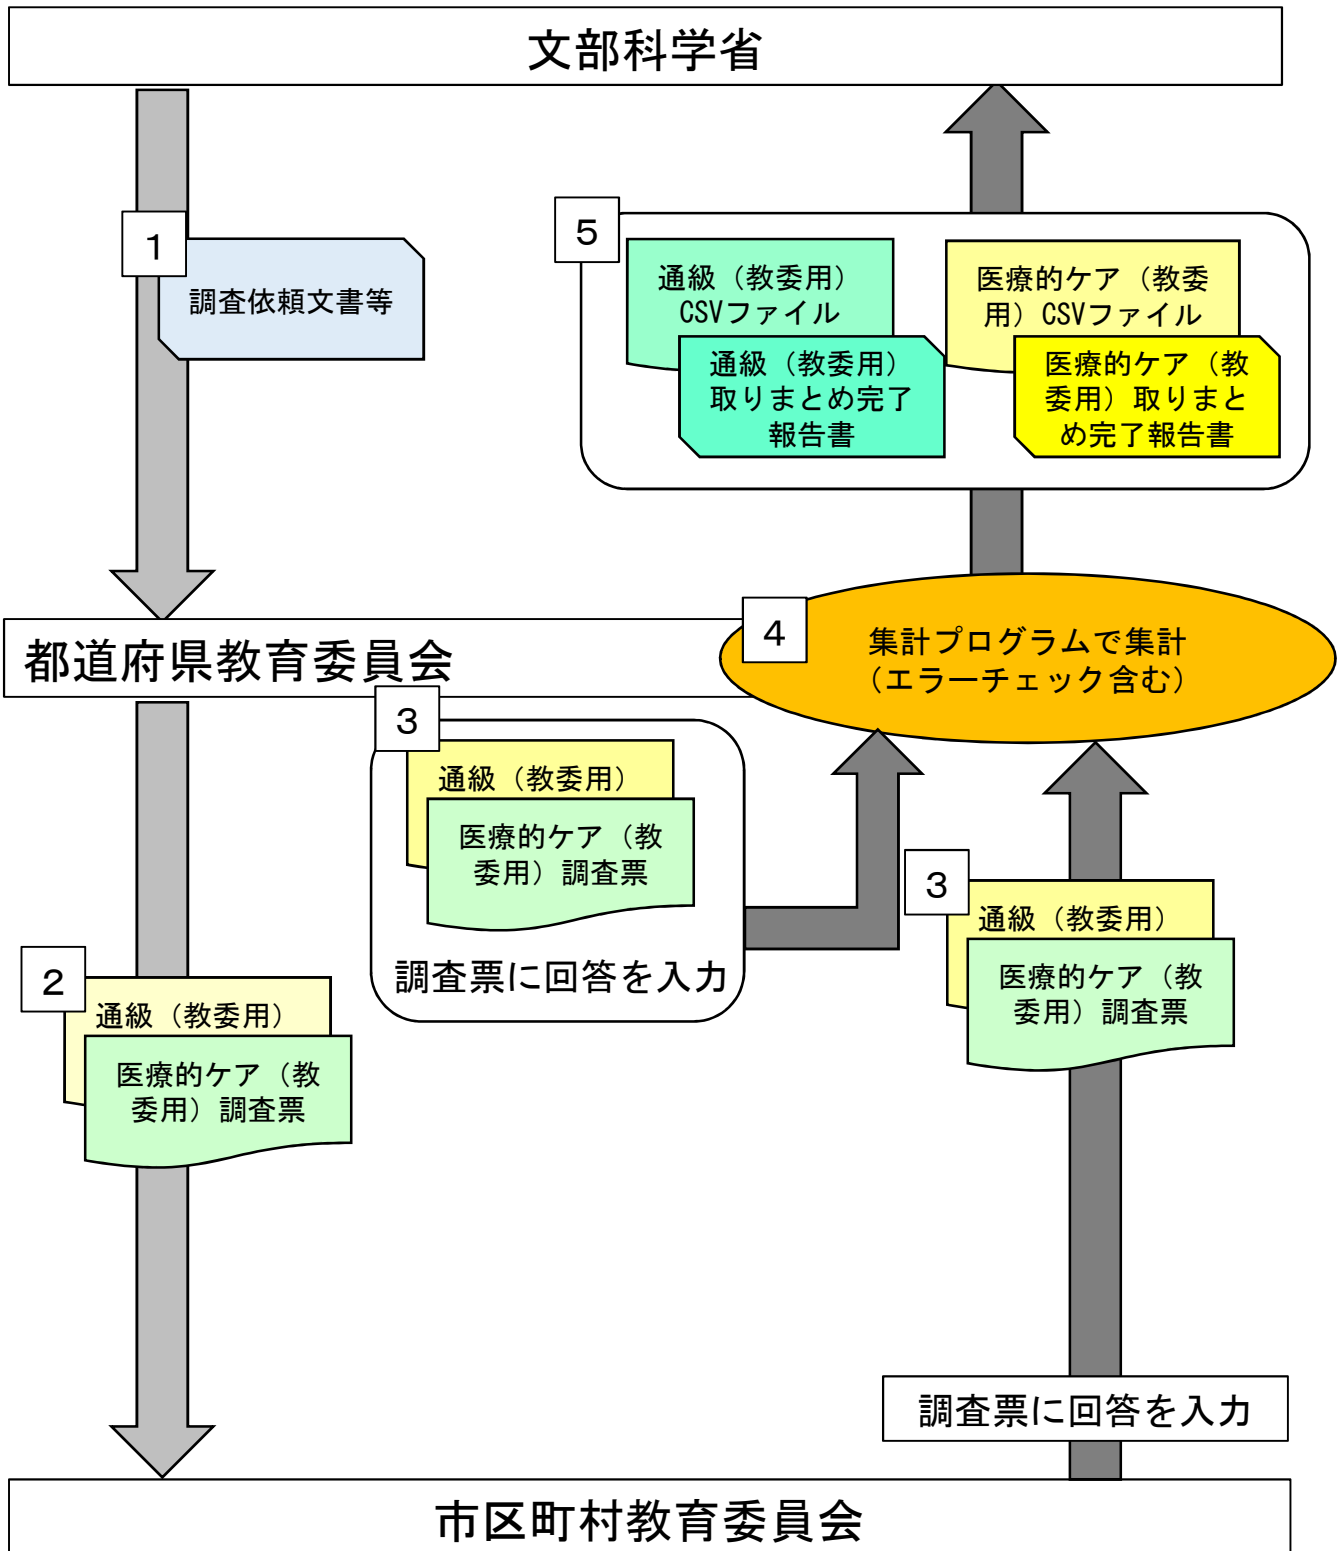 文部科学省
1
調査依頼文書等
5
通級（教委用）
CSVファイル
通級（教委用）
取りまとめ完了
報告書
医療的ケア（教委
用）CSVファイル
医療的ケア（教
委用）取りまと
め完了報告書
都道府県教育委員会
4
集計プログラムで集計
（エラーチェック含む）
3
通級（教委用）
医療的ケア（教
委用）調査票
調査票に回答を入力
3
通級（教委用）
医療的ケア（教
委用）調査票
2
通級（教委用）
医療的ケア（教
委用）調査票
調査票に回答を入力
市区町村教育委員会